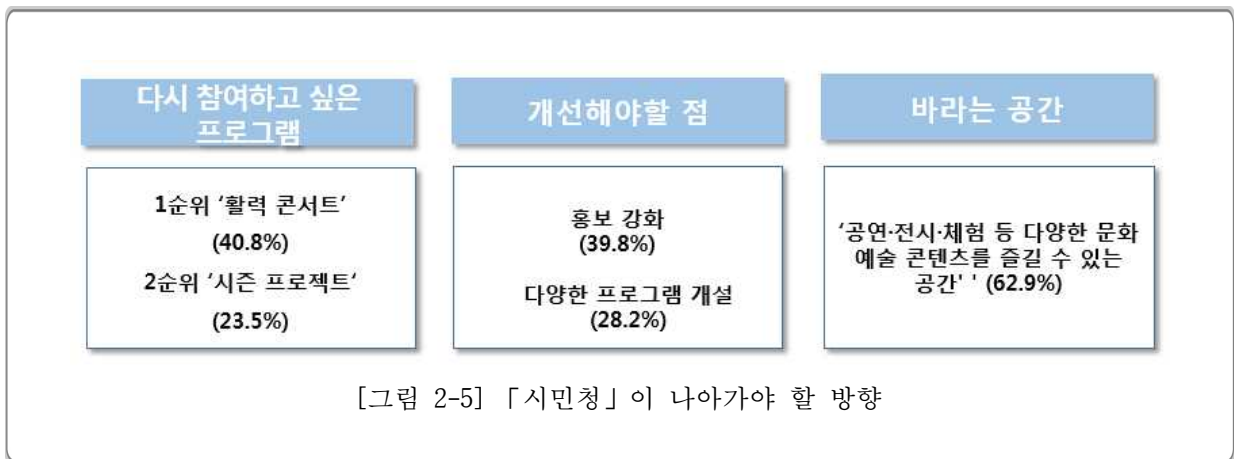 다시 참여하고 싶은
프로그램
1순위 ‘활력 콘서트’
(40.8%)
2순위 ‘시즌 프로젝트‘
(23.5%)
개선해야할 점
홍보 강화
(39.8%)
다양한 프로그램 개설
(28.2%)
바라는 공간
‘공연·전시·체험 등 다양한 문화
예술 콘텐츠를 즐길 수 있는
공간' ' (62.9%)
[그림 2-5] 「시민청」이 나아가야 할 방향